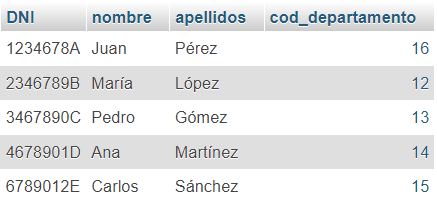 DNI nombre apellidos cod_departamento
1234678A Juan Pérez 16
2346789B María López 12
3467890C Pedro Gómez 13
4678901D Ana Martínez 14
6789012E Carlos Sánchez 15